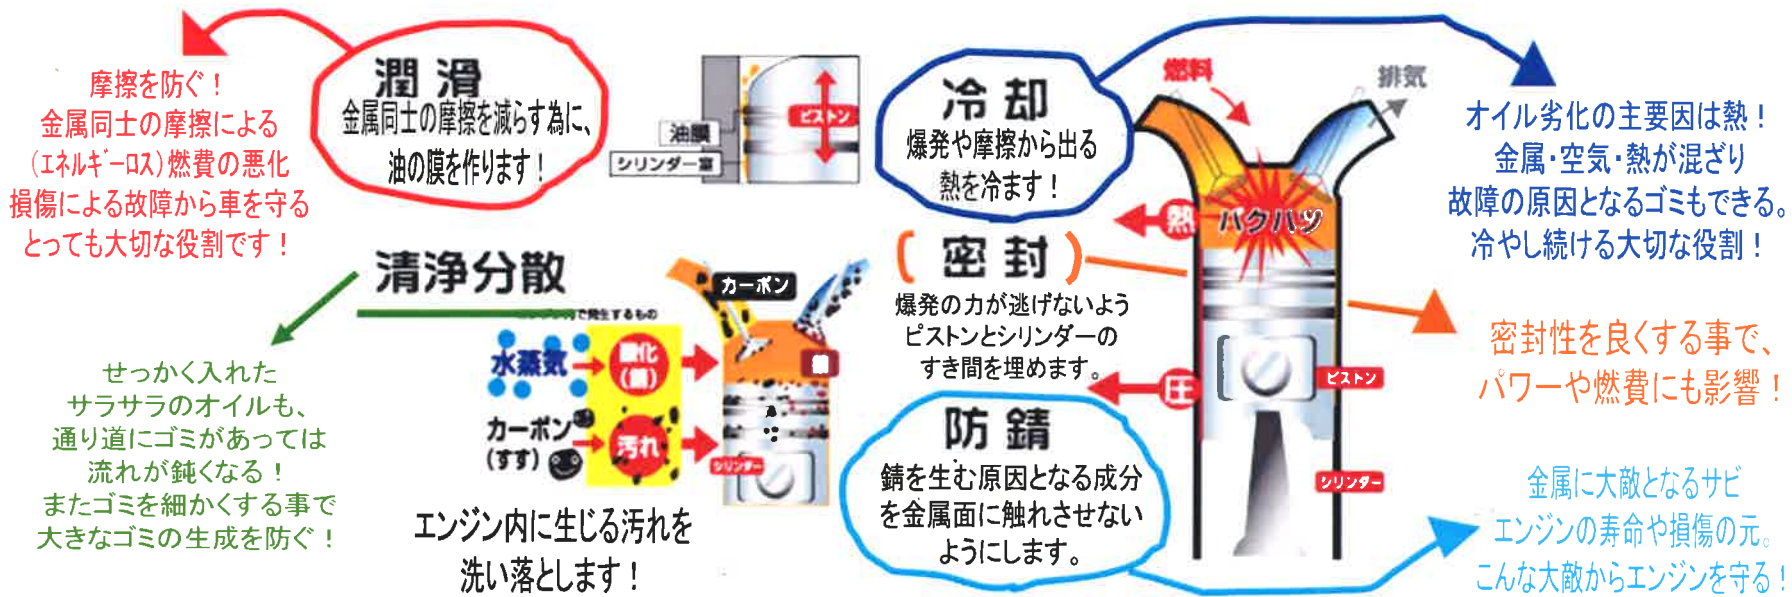 摩擦を防ぐ！
金属同士の摩擦による
(エネルギーロス)燃費の悪化
損傷による故障から車を守る
とっても大切な役割です！
潤滑
金属同士の摩擦を減らす為に、
油の膜を作ります！
油膜
シリンダー室
ピストン
冷却
爆発や摩擦から出る
熱を冷ます！
燃料
排気
バクハツ
熱
オイル劣化の主要因は熱！
金属・空気・熱が混ざり
故障の原因となるゴミもできる。
冷やし続ける大切な役割！
清浄分散
で発生するもの
水蒸気
酸化
(錆)
カーボン
(すす)
汚れ
カーボン
シリンダー
エンジン内に生じる汚れを
洗い落とします！
せっかく入れた
サラサラのオイルも、
通り道にゴミがあっては
流れが鈍くなる！
またゴミを細かくする事で
大きなゴミの生成を防ぐ！
(密封)
爆発の力が逃げないよう
ピストンとシリンダーの
すき間を埋めます。
圧
ピストン
シリンダー
密封性を良くする事で、
パワーや燃費にも影響！
防錆
錆を生む原因となる成分
を金属面に触れさせない
ようにします。
金属に大敵となるサビ
エンジンの寿命や損傷の元。
こんな大敵からエンジンを守る！